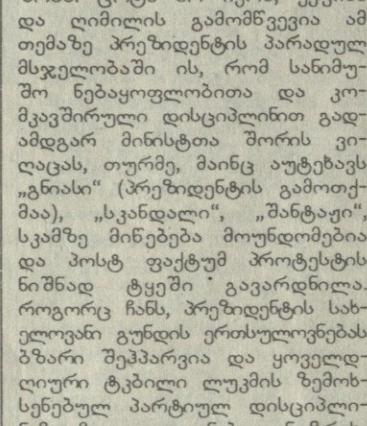 და ღიმილის გამომწვევია ამ
თემაზე პრეზიდენტის პარადულ
მსჯელობაში ის, რომ სანიმუ-
შო ნებაყოფლობითა და კო-
მკავშირული დისციპლინით გად-
ამდგარ მინისტთა შორის ვი-
ღაცას, თურმე, მაინც აუტეხავს
„გნიასი“ (პრეზიდენტის გამოთქ-
მაა), „სკანდალი“, „შანტაჟი“,
სკამზე მიწებება მოუნდომებია
და პოსტ ფაქტუმ პროტესტის
ნიშნად ტყეში გავარდნილა.
როგორც ჩანს, პრეზიდენტის სახ-
ელოვანი გუნდის ერთსულოვნებას
ბზარი შეჰპარვია და ყოველდ-
ღიური ტკბილი ლუკმის ზემოხ-
სენებულ პარტიულ დისციპლი-